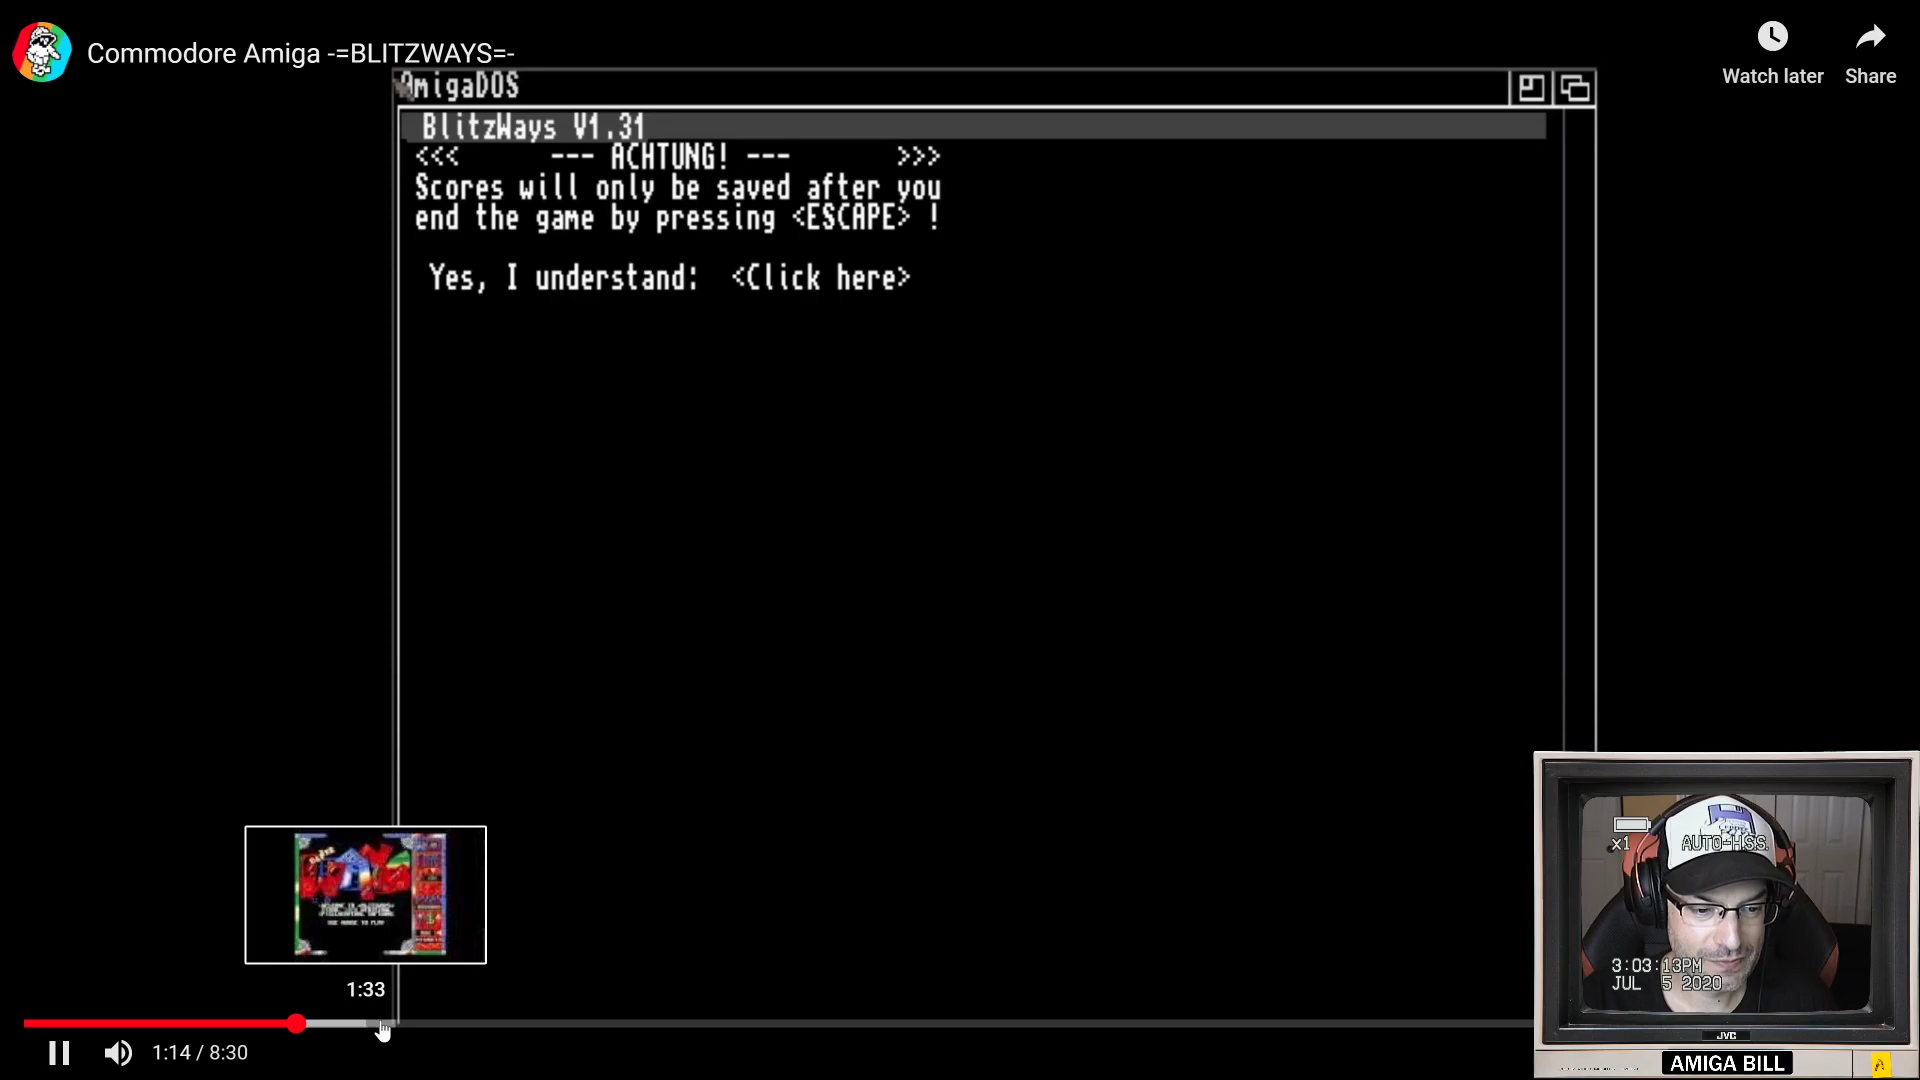 Commodore Amiga -=BLITZWAYS=-
Watch later
Share
AmigaDOS
BlitzWays V1.31
<<< --- ACHTUNG! --- >>>
Scores will only be saved after you
end the game by pressing <ESCAPE> !
Yes, I understand: <Click here>
1:33
1:14 / 8:30
x1
AUTO-H.S.S.
3:03:13PM
JUL 5 2020
JVC
AMIGA BILL